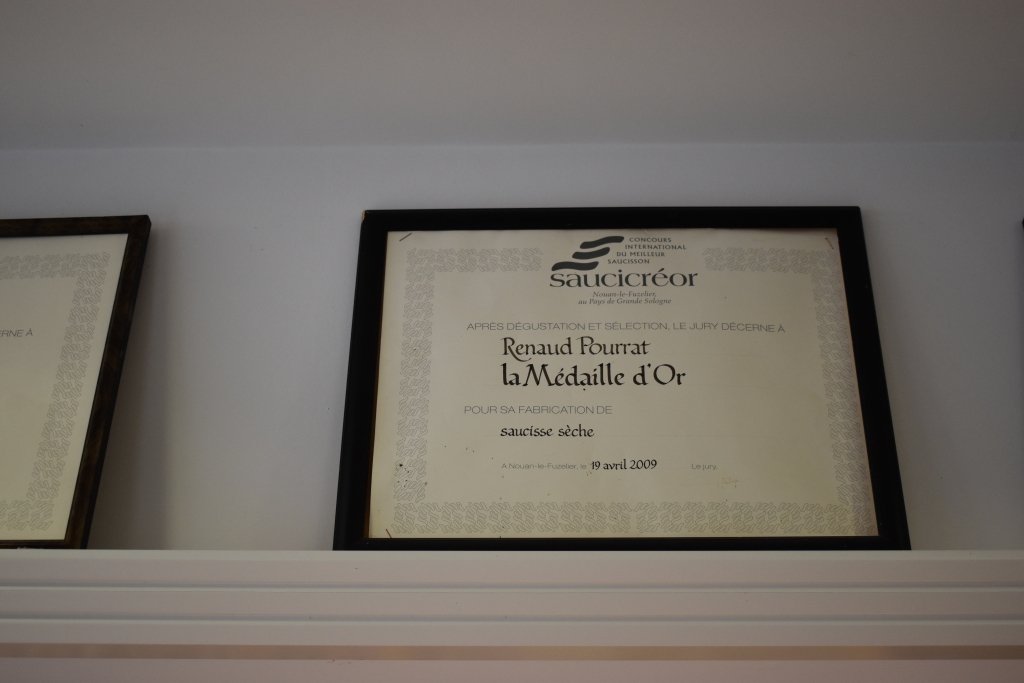 CONCOURS
INTERNATIONAL
DU MEILLEUR
SAUCISSON
saucicréor
Nouan-le-Fuzelier,
au Pays de Grande Sologne
APRÈS DÉGUSTATION ET SÉLECTION, LE JURY DÉCERNE À
Renaud Pourrat
la Médaille d'Or
POUR SA FABRICATION DE
saucisse sèche
A Nouan-le-Fuzelier, le 19 avril 2009 Le jury,
ERNE À